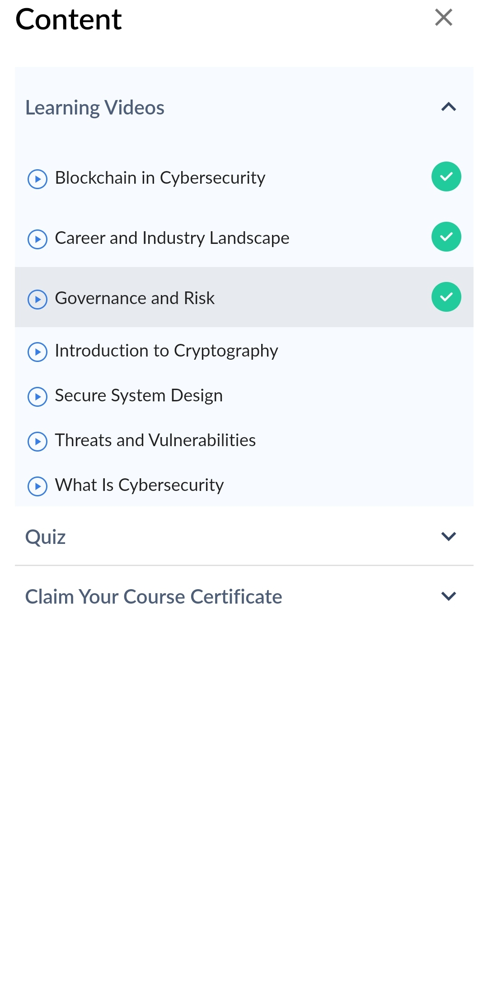 Content
Learning Videos
Blockchain in Cybersecurity
Career and Industry Landscape
Governance and Risk
Introduction to Cryptography
Secure System Design
Threats and Vulnerabilities
What Is Cybersecurity
Quiz
Claim Your Course Certificate